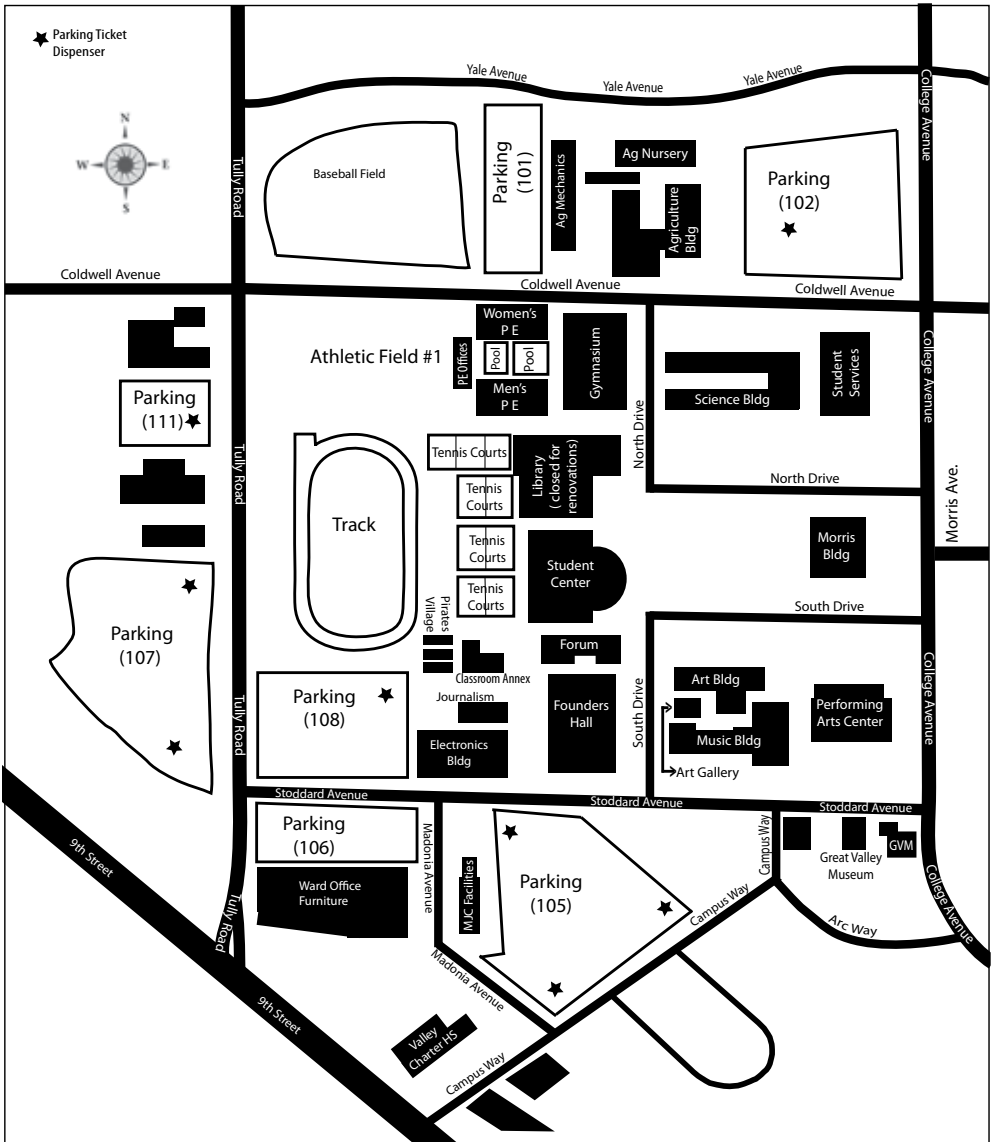 Parking Ticket
Dispenser
N
W
E
S
Yale Avenue
Yale Avenue
Yale Avenue
College Avenue
Tully Road
Baseball Field
Parking
(101)
Ag Mechanics
Ag Nursery
Agriculture
Bldg
Parking
(102)
Coldwell Avenue
Coldwell Avenue
Coldwell Avenue
Women's
P E
Athletic Field #1
PE Offices
Pool
Pool
Men's
P E
Gymnasium
Science Bldg
Student
Services
College Avenue
Parking
(111)
North Drive
Tully Road
Tennis Courts
Library
( closed for
renovations)
North Drive
Tennis
Courts
Morris Ave.
Track
Tennis
Courts
Student
Center
Morris
Bldg
Tennis
Courts
South Drive
Pirates
Village
Parking
(107)
Forum
Classroom Annex
Art Bldg
College Avenue
Parking
(108)
Journalism
Founders
Hall
South Drive
Performing
Arts Center
Tully Road
Electronics
Bldg
Music Bldg
Art Gallery
Stoddard Avenue
Stoddard Avenue
Stoddard Avenue
Parking
(106)
Madonia Avenue
Campus Way
GVM
Great Valley
Museum
9th Street
Ward Office
Furniture
MJC Facilities
Parking
(105)
Campus Way
College Avenue
Arc Way
Tully Road
Madonia Avenue
9th Street
Valley
Charter HS
Campus Way